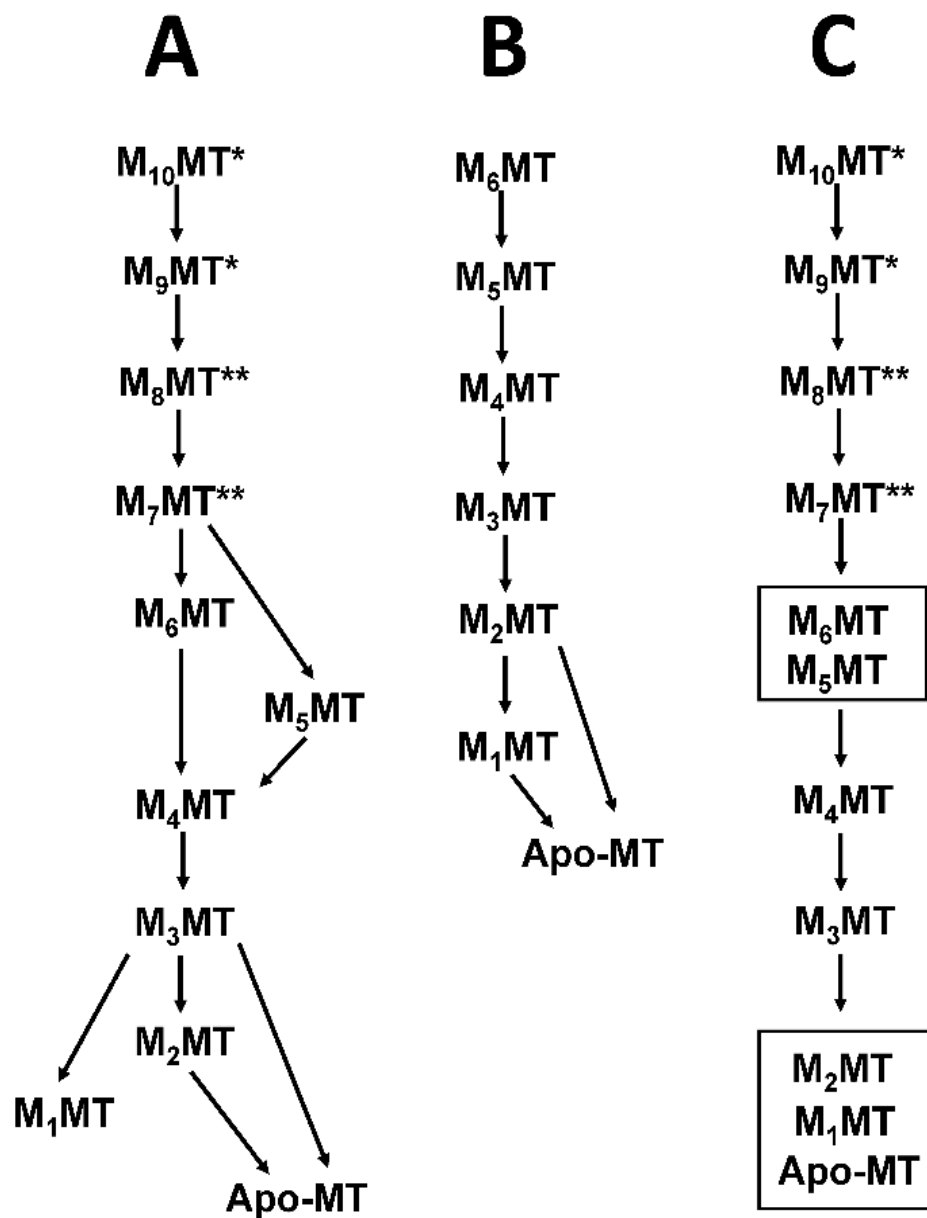 A
M₁₀MT*
M₉MT*
M₈MT**
M₇MT**
M₆MT
M₅MT
M₄MT
M₃MT
M₂MT
M₁MT
Apo-MT
B
M₆MT
M₅MT
M₄MT
M₃MT
M₂MT
M₁MT
Apo-MT
C
M₁₀MT*
M₉MT*
M₈MT**
M₇MT**
M₆MT
M₅MT
M₄MT
M₃MT
M₂MT
M₁MT
Apo-MT